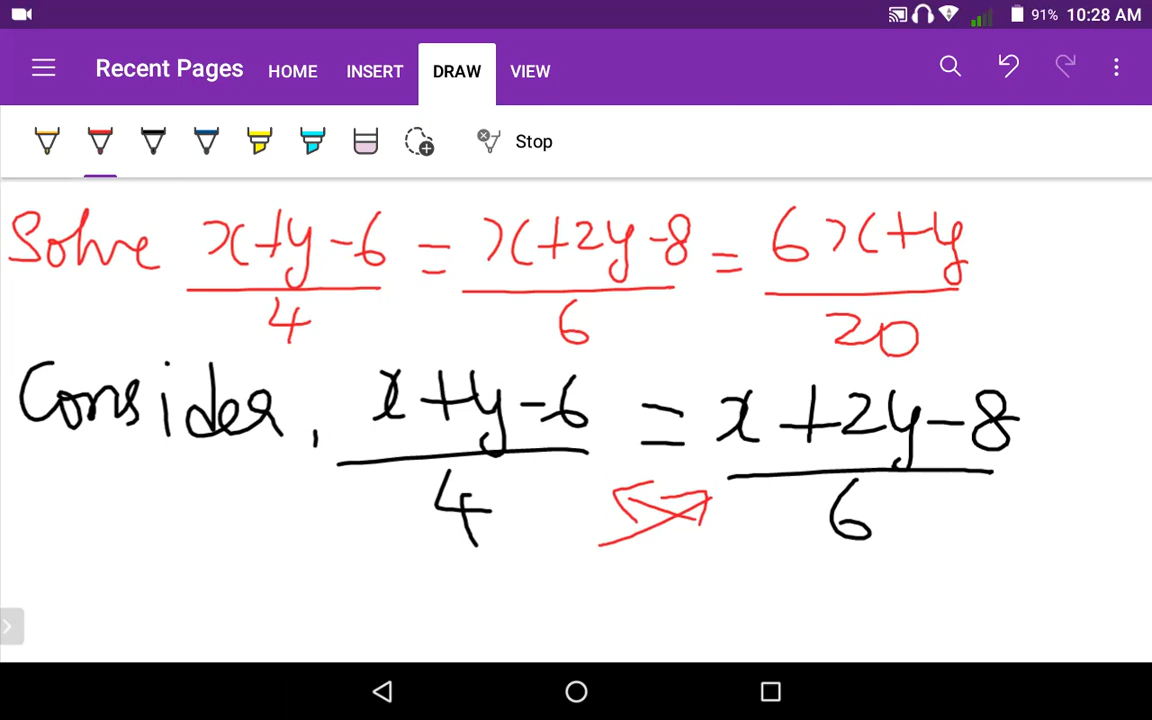 91% 10:28 AM
Recent Pages HOME INSERT DRAW VIEW
Stop
Solve x+y-6 = x+2y-8 = 6x+y
4 6 20
Consider, x+y-6 = x+2y-8
4 6